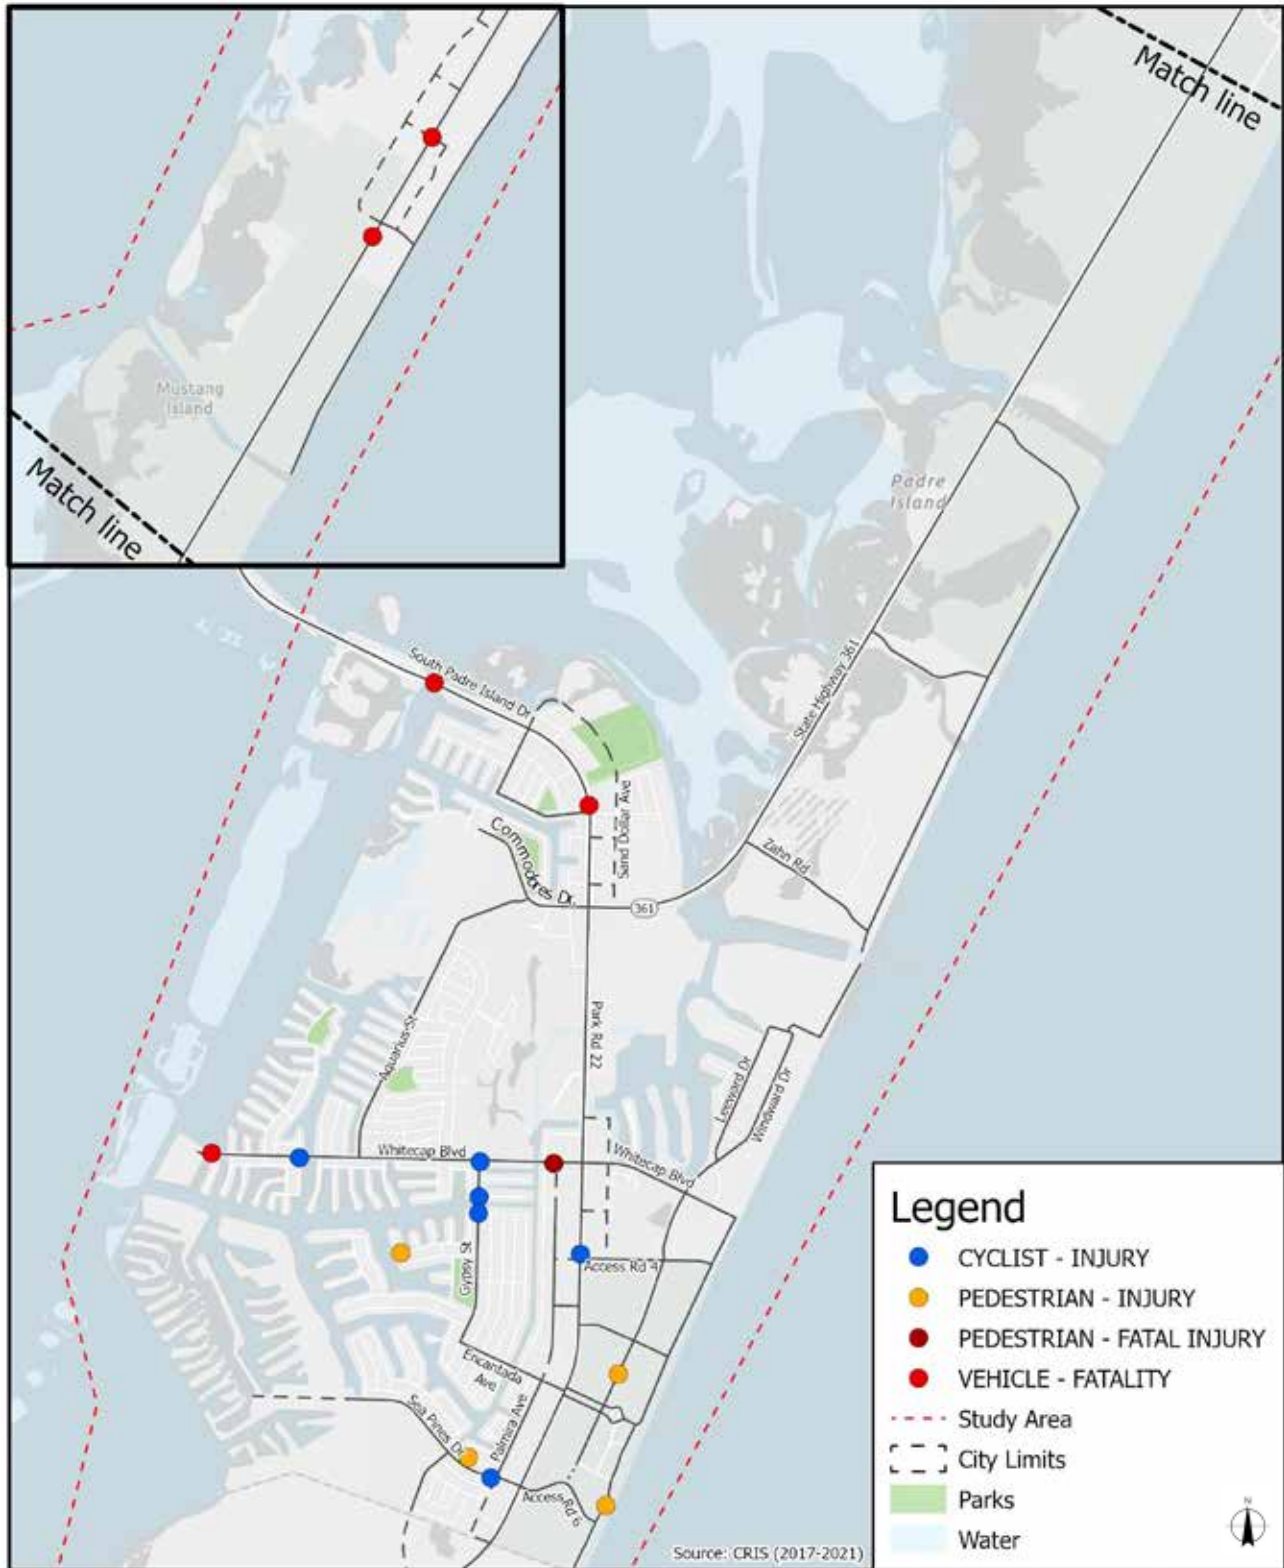 Match line
Mustang
Island
Match line
Padre
Island
South Padre Island Dr
State Highway 361
Sand Dollar Ave
Commodores Dr.
Zahn Rd
361
Park Rd 22
Aquarius St
Leeward Dr
Windward Dr
Whitecap Blvd
Whitecap Blvd
Gypsy St
Access Rd 4
Encantada
Ave
Sea Pines Dr
Palmira Ave
Access Rd 6
Legend
CYCLIST - INJURY
PEDESTRIAN - INJURY
PEDESTRIAN - FATAL INJURY
VEHICLE - FATALITY
Study Area
City Limits
Parks
Water
N
Source: CRIS (2017-2021)